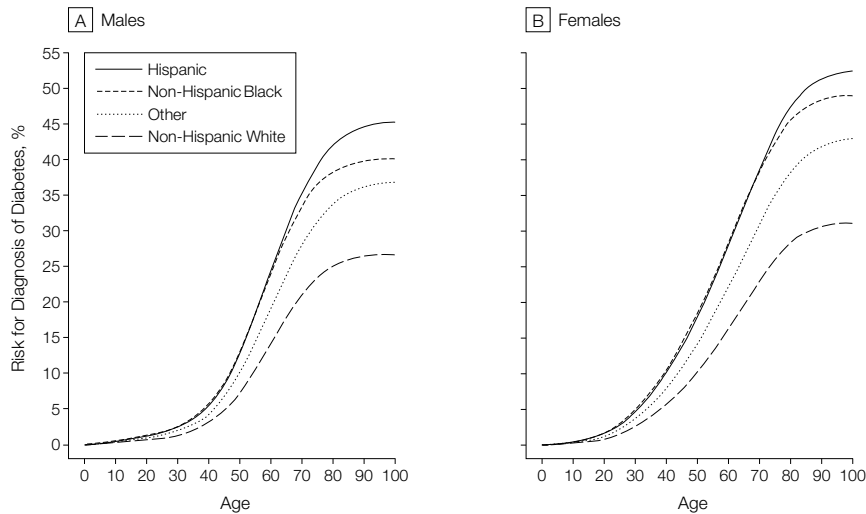 A Males
B Females
Risk for Diagnosis of Diabetes, %
55
50
45
40
35
30
25
20
15
10
5
0
Hispanic
Non-Hispanic Black
Other
Non-Hispanic White
0 10 20 30 40 50 60 70 80 90 100
Age
0 10 20 30 40 50 60 70 80 90 100
Age